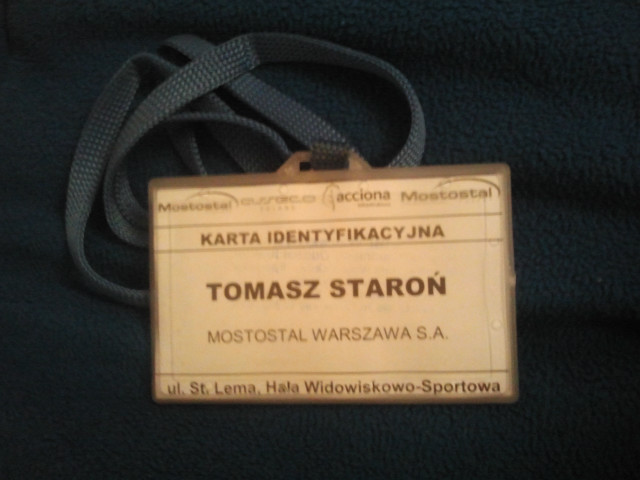 Mostostal acciona Mostostal
KARTA IDENTYFIKACYJNA
TOMASZ STAROŃ
MOSTOSTAL WARSZAWA S.A.
ul. St. Lema, Hala Widowiskowo-Sportowa